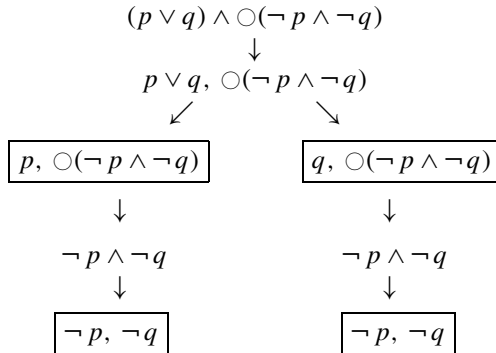 (p ∨ q) ∧ ○(¬ p ∧ ¬ q)
↓
p ∨ q, ○(¬ p ∧ ¬ q)
↙ ↘
p, ○(¬ p ∧ ¬ q) q, ○(¬ p ∧ ¬ q)
↓ ↓
¬ p ∧ ¬ q ¬ p ∧ ¬ q
↓ ↓
¬ p, ¬ q ¬ p, ¬ q